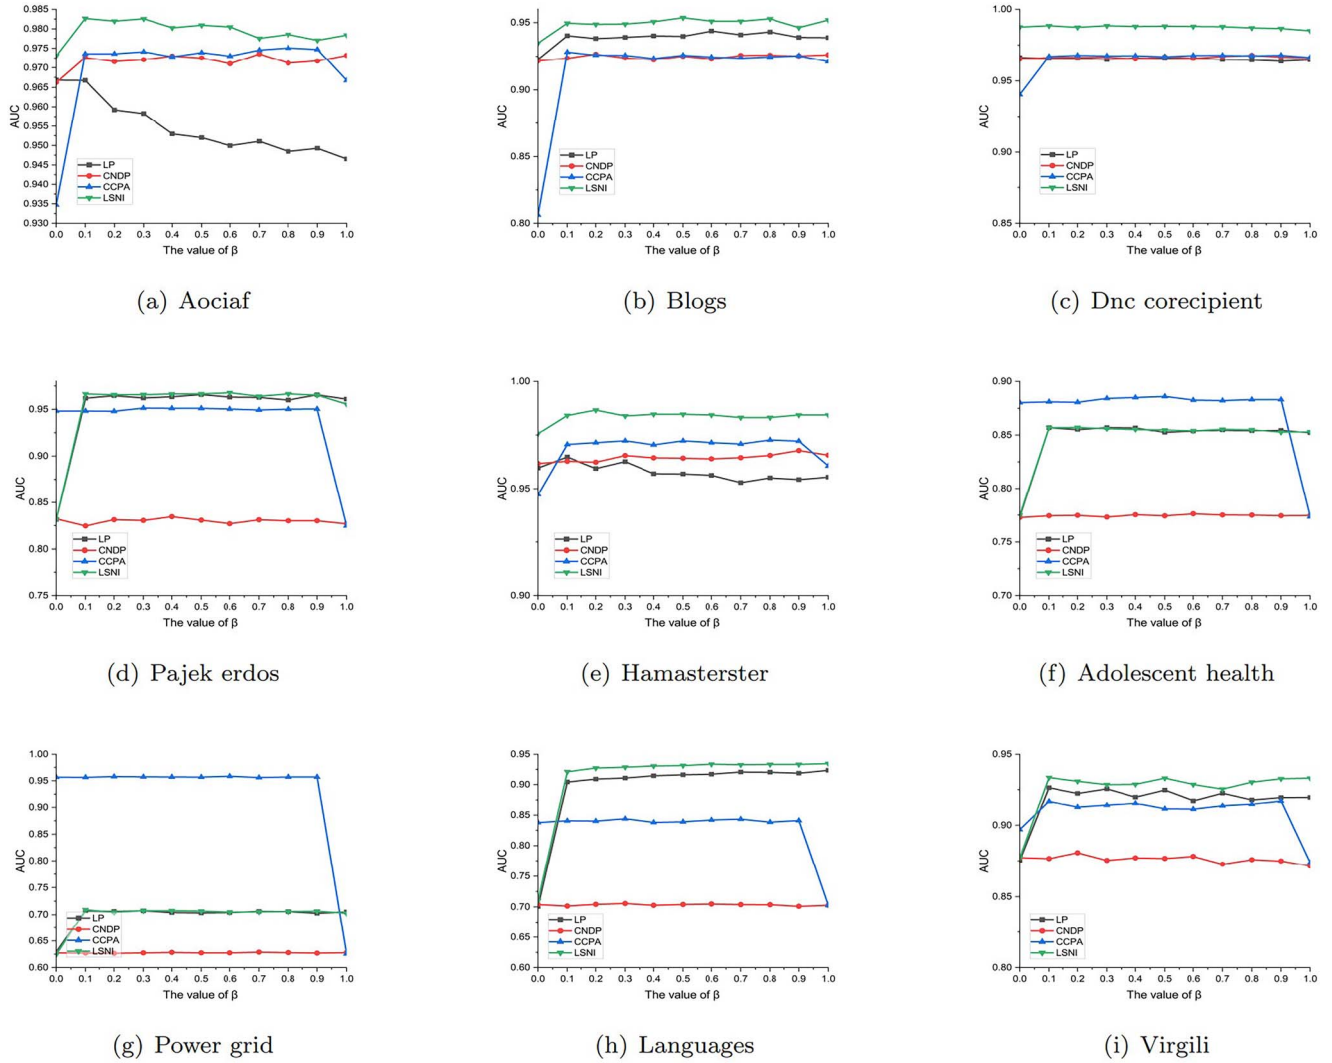 0.985
0.980
0.975
0.970
0.965
0.960
0.955
0.950
0.945
0.940
0.935
0.930
AUC
LP
CNDP
CCPA
LSNI
0.0 0.1 0.2 0.3 0.4 0.5 0.6 0.7 0.8 0.9 1.0
The value of β
(a) Aociaf
0.95
0.90
0.85
0.80
AUC
LP
CNDP
CCPA
LSNI
0.0 0.1 0.2 0.3 0.4 0.5 0.6 0.7 0.8 0.9 1.0
The value of β
(b) Blogs
1.00
0.95
0.90
0.85
AUC
LP
CNDP
CCPA
LSNI
0.0 0.1 0.2 0.3 0.4 0.5 0.6 0.7 0.8 0.9 1.0
The value of β
(c) Dnc corecipient
0.95
0.90
0.85
0.80
0.75
AUC
LP
CNDP
CCPA
LSNI
0.0 0.1 0.2 0.3 0.4 0.5 0.6 0.7 0.8 0.9 1.0
The value of β
(d) Pajek erdos
1.00
0.95
0.90
AUC
LP
CNDP
CCPA
LSNI
0.0 0.1 0.2 0.3 0.4 0.5 0.6 0.7 0.8 0.9 1.0
The value of β
(e) Hamasterster
0.90
0.85
0.80
0.75
0.70
AUC
LP
CNDP
CCPA
LSNI
0.0 0.1 0.2 0.3 0.4 0.5 0.6 0.7 0.8 0.9 1.0
The value of β
(f) Adolescent health
1.00
0.95
0.90
0.85
0.80
0.75
0.70
0.65
0.60
AUC
LP
CNDP
CCPA
LSNI
0.0 0.1 0.2 0.3 0.4 0.5 0.6 0.7 0.8 0.9 1.0
The value of β
(g) Power grid
0.95
0.90
0.85
0.80
0.75
0.70
0.65
0.60
AUC
LP
CNDP
CCPA
LSNI
0.0 0.1 0.2 0.3 0.4 0.5 0.6 0.7 0.8 0.9 1.0
The value of β
(h) Languages
0.95
0.90
0.85
0.80
AUC
LP
CNDP
CCPA
LSNI
0.0 0.1 0.2 0.3 0.4 0.5 0.6 0.7 0.8 0.9 1.0
The value of β
(i) Virgili